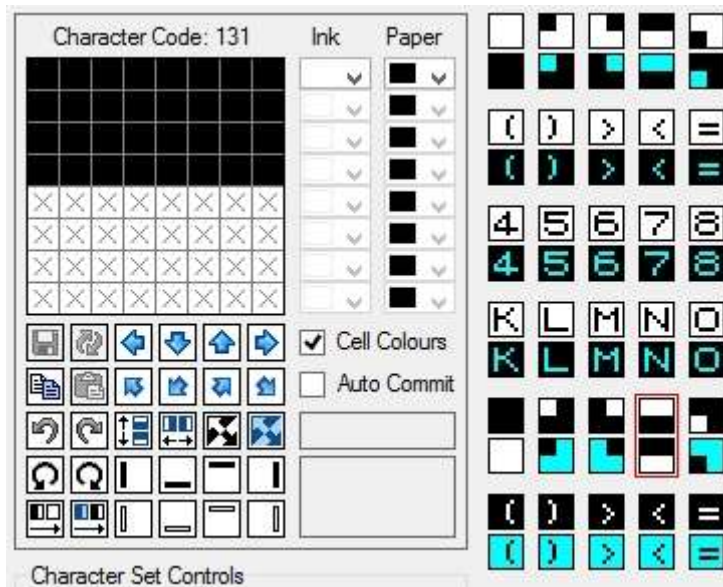 Character Code: 131 Ink Paper
( ) > < =
( ) > < =
4 5 6 7 8
4 5 6 7 8
K L M N O
K L M N O
Cell Colours
Auto Commit
( ) > < =
( ) > < =
Character Set Controls